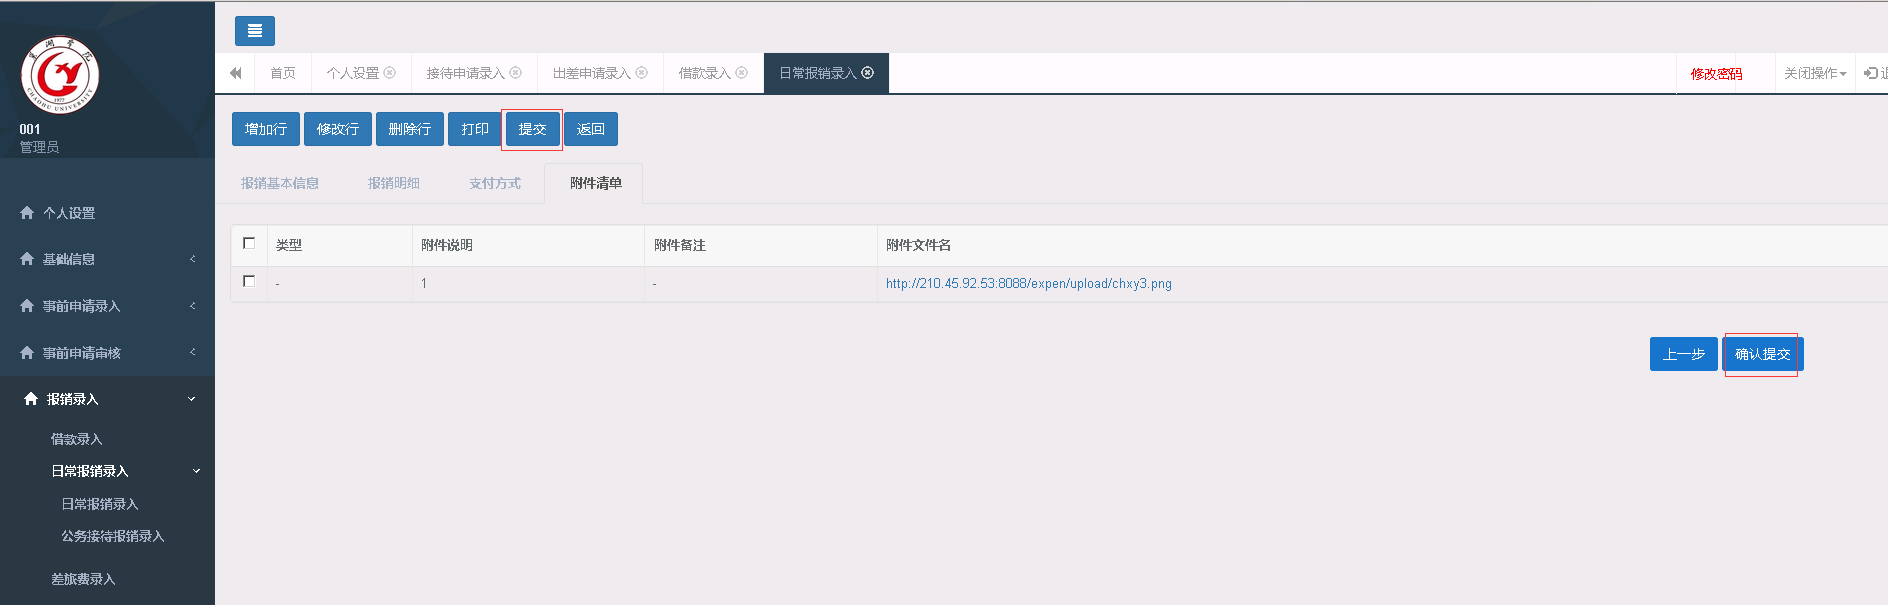 巢湖学院
1977
CHAOHU UNIVERSITY
001
管理员
个人设置
基础信息
事前申请录入
事前申请审核
报销录入
借款录入
日常报销录入
日常报销录入
公务接待报销录入
差旅费录入
首页 个人设置 接待申请录入 出差申请录入 借款录入 日常报销录入 修改密码 关闭操作
增加行 修改行 删除行 打印 提交 返回
报销基本信息 报销明细 支付方式 附件清单
类型 附件说明 附件备注 附件文件名
- 1 - http://210.45.92.53:8088/expen/upload/chxy3.png
上一步 确认提交